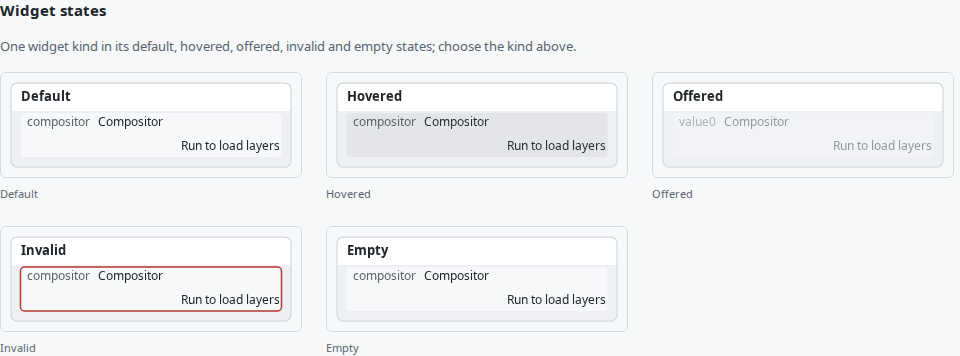 Widget states
One widget kind in its default, hovered, offered, invalid and empty states; choose the kind above.
Default
compositor Compositor
Run to load layers
Default
Hovered
compositor Compositor
Run to load layers
Hovered
Offered
value0 Compositor
Run to load layers
Offered
Invalid
compositor Compositor
Run to load layers
Invalid
Empty
compositor Compositor
Run to load layers
Empty